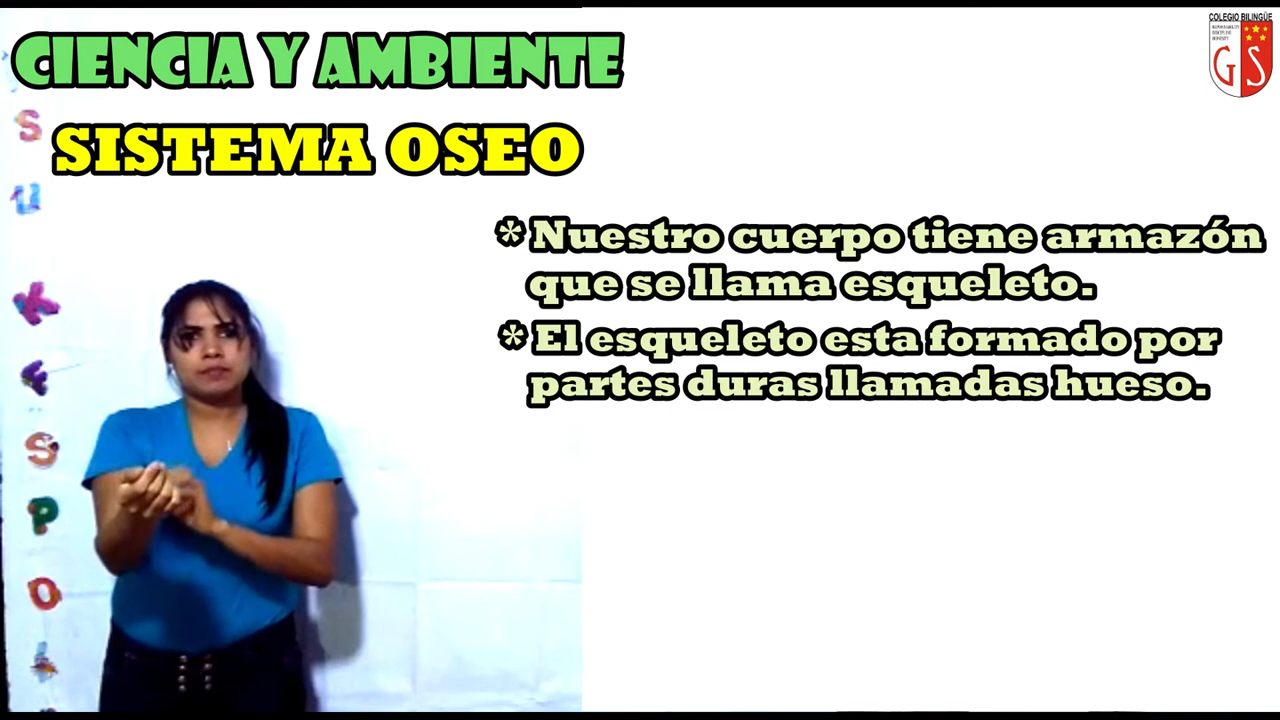 COLEGIO BILINGÜE
CIENCIA Y AMBIENTE
G S
SISTEMA OSEO
* Nuestro cuerpo tiene armazón
que se llama esqueleto.
* El esqueleto esta formado por
partes duras llamadas hueso.
S
U
K
E
S
P
O